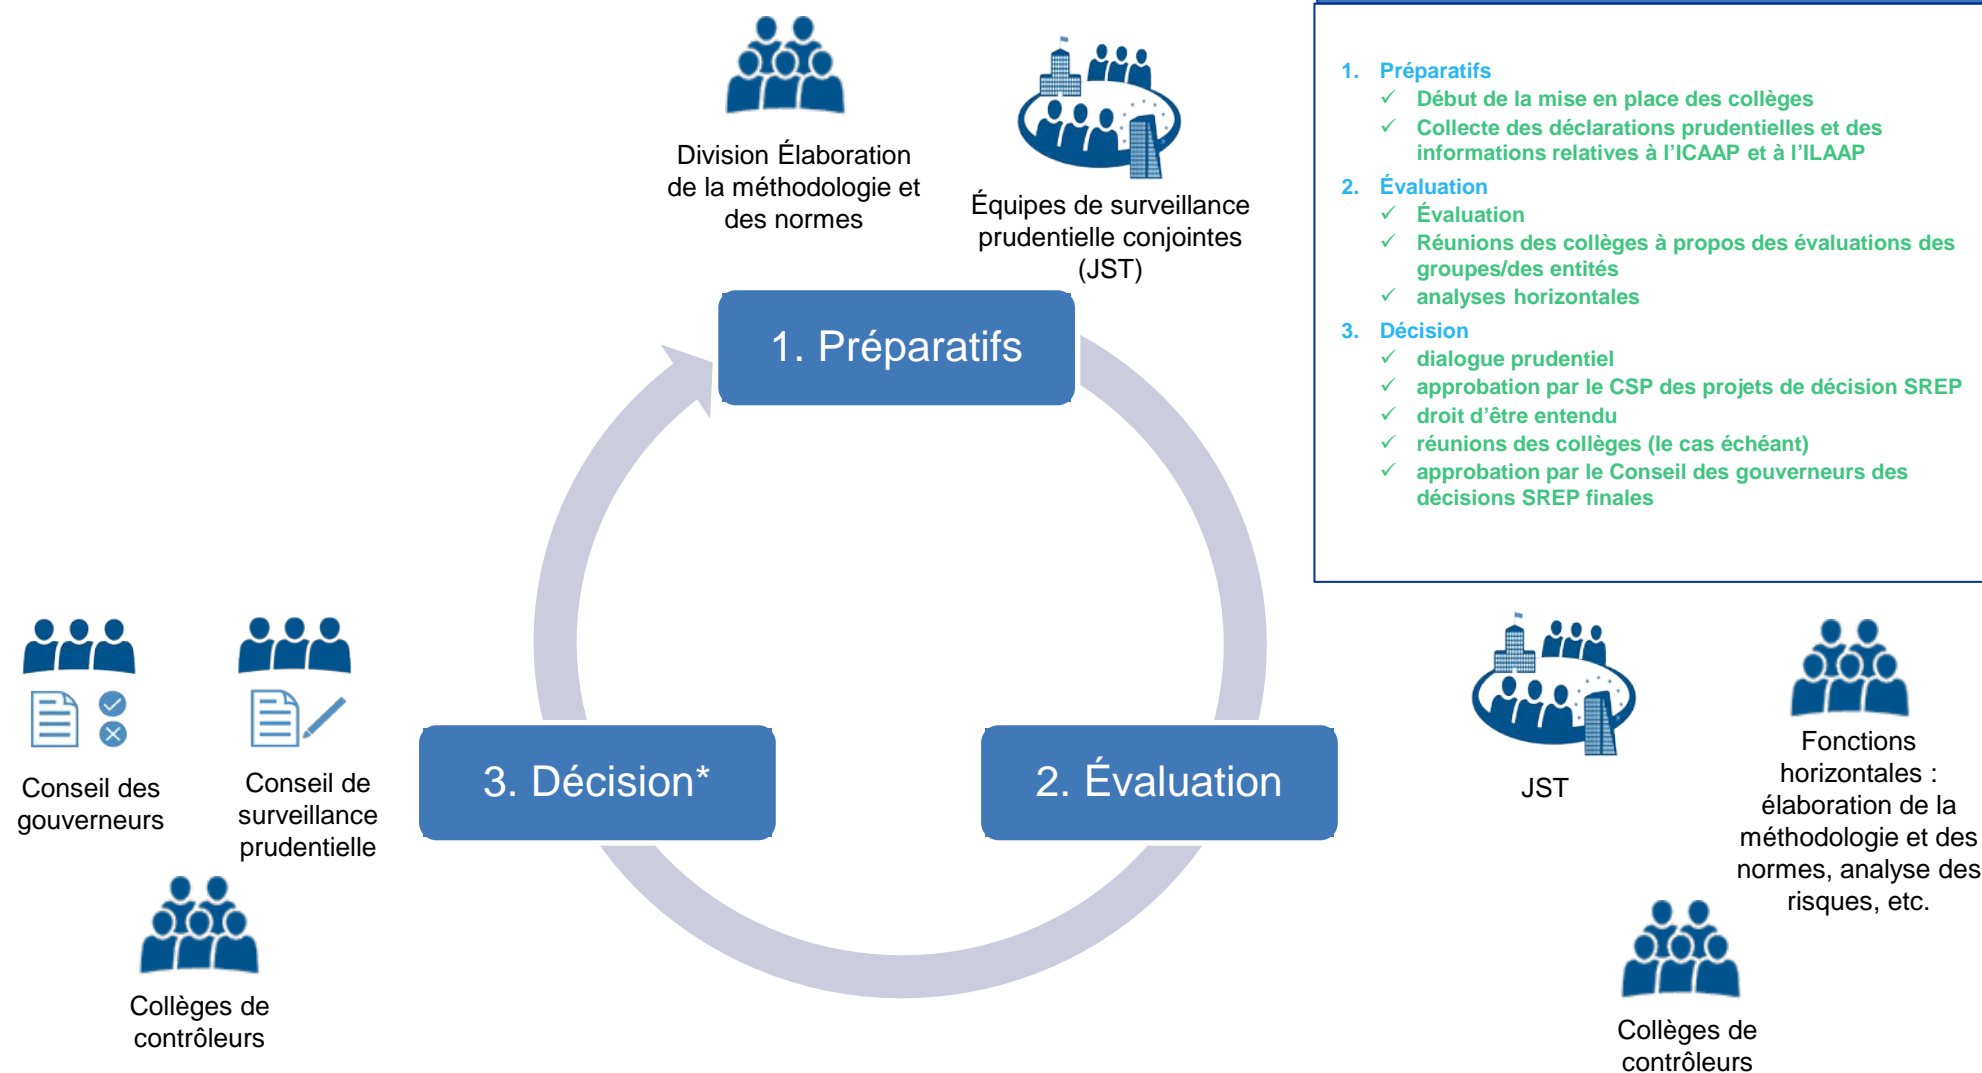 Division Élaboration
de la méthodologie et
des normes
Équipes de surveillance
prudentielle conjointes
(JST)
1. Préparatifs
✓ Début de la mise en place des collèges
✓ Collecte des déclarations prudentielles et des
informations relatives à l’ICAAP et à l’ILAAP
2. Évaluation
✓ Évaluation
✓ Réunions des collèges à propos des évaluations des
groupes/des entités
✓ analyses horizontales
3. Décision
✓ dialogue prudentiel
✓ approbation par le CSP des projets de décision SREP
✓ droit d’être entendu
✓ réunions des collèges (le cas échéant)
✓ approbation par le Conseil des gouverneurs des
décisions SREP finales
1. Préparatifs
2. Évaluation
3. Décision*
Conseil des
gouverneurs
Conseil de
surveillance
prudentielle
Collèges de
contrôleurs
JST
Fonctions
horizontales :
élaboration de la
méthodologie et des
normes, analyse des
risques, etc.
Collèges de
contrôleurs